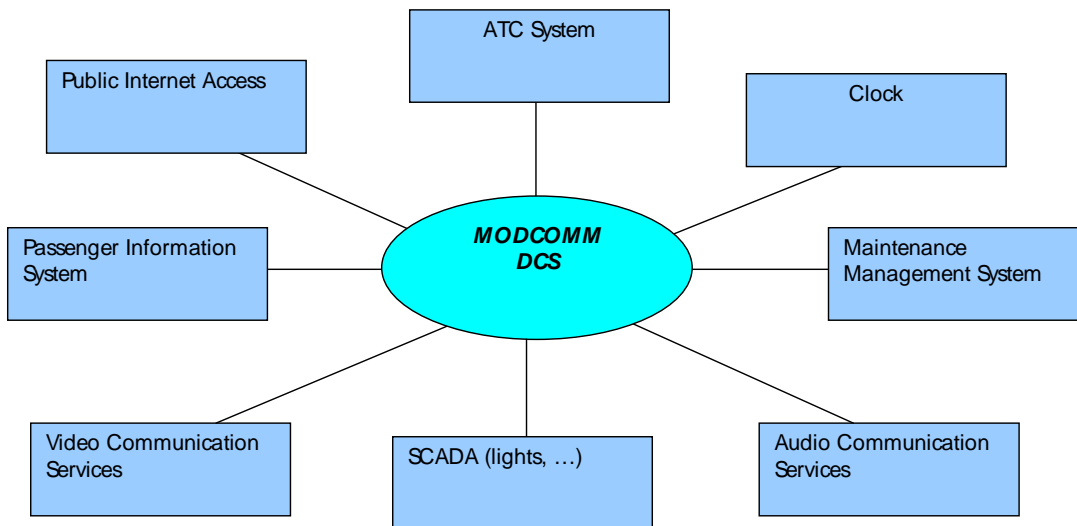 ATC System
Public Internet Access
Clock
MODCOMM
DCS
Passenger Information
System
Maintenance
Management System
Video Communication
Services
SCADA (lights, …)
Audio Communication
Services